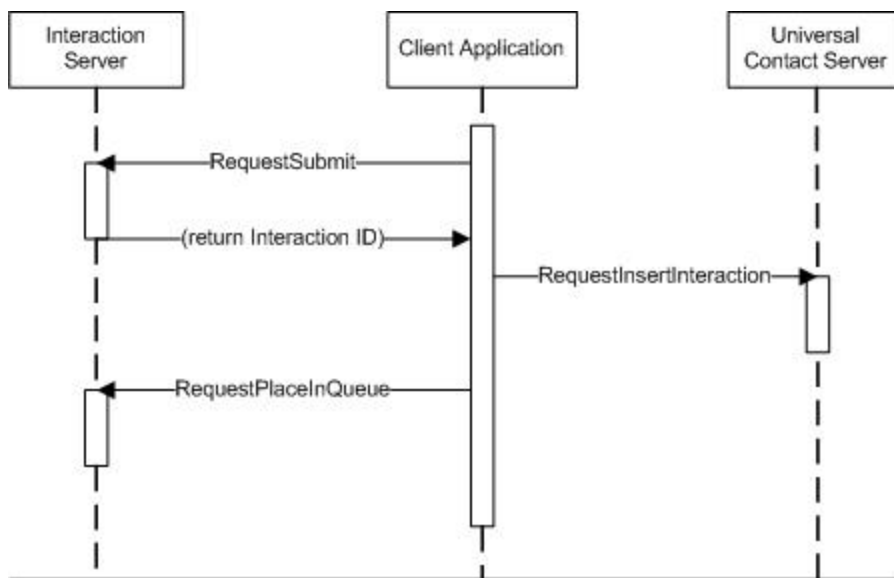 Interaction
Server
Client Application
Universal
Contact Server
RequestSubmit
(return Interaction ID)
RequestInsertInteraction
RequestPlaceInQueue